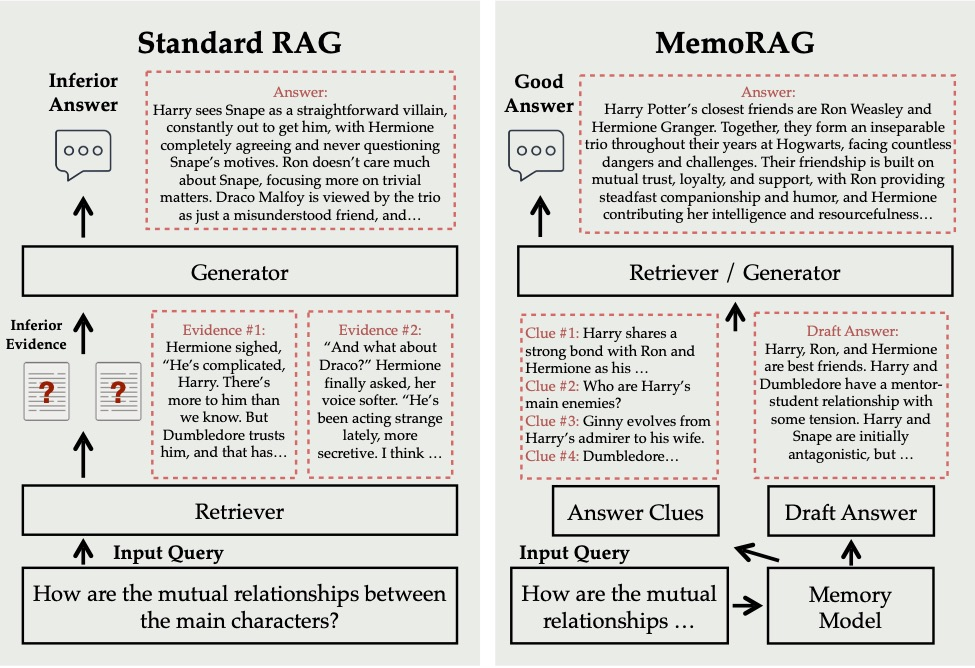 Standard RAG
Inferior
Answer
Answer:
Harry sees Snape as a straightforward villain,
constantly out to get him, with Hermione
completely agreeing and never questioning
Snape's motives. Ron doesn't care much
about Snape, focusing more on trivial
matters. Draco Malfoy is viewed by the trio
as just a misunderstood friend, and…
Generator
Inferior
Evidence
?
?
Evidence #1:
Hermione sighed,
“He's complicated,
Harry. There's
more to him than
we know. But
Dumbledore trusts
him, and that has…
Evidence #2:
“And what about
Draco?” Hermione
finally asked, her
voice softer. “He's
been acting strange
lately, more
secretive. I think …
Retriever
Input Query
How are the mutual relationships between
the main characters?
MemoRAG
Good
Answer
Answer:
Harry Potter's closest friends are Ron Weasley and
Hermione Granger. Together, they form an inseparable
trio throughout their years at Hogwarts, facing countless
dangers and challenges. Their friendship is built on
mutual trust, loyalty, and support, with Ron providing
steadfast companionship and humor, and Hermione
contributing her intelligence and resourcefulness…
Retriever / Generator
Clue #1: Harry shares a
strong bond with Ron and
Hermione as his …
Clue #2: Who are Harry's
main enemies?
Clue #3: Ginny evolves from
Harry's admirer to his wife.
Clue #4: Dumbledore…
Draft Answer:
Harry, Ron, and Hermione
are best friends. Harry and
Dumbledore have a mentor-
student relationship with
some tension. Harry and
Snape are initially
antagonistic, but …
Answer Clues
Draft Answer
Input Query
How are the mutual
relationships …
Memory
Model